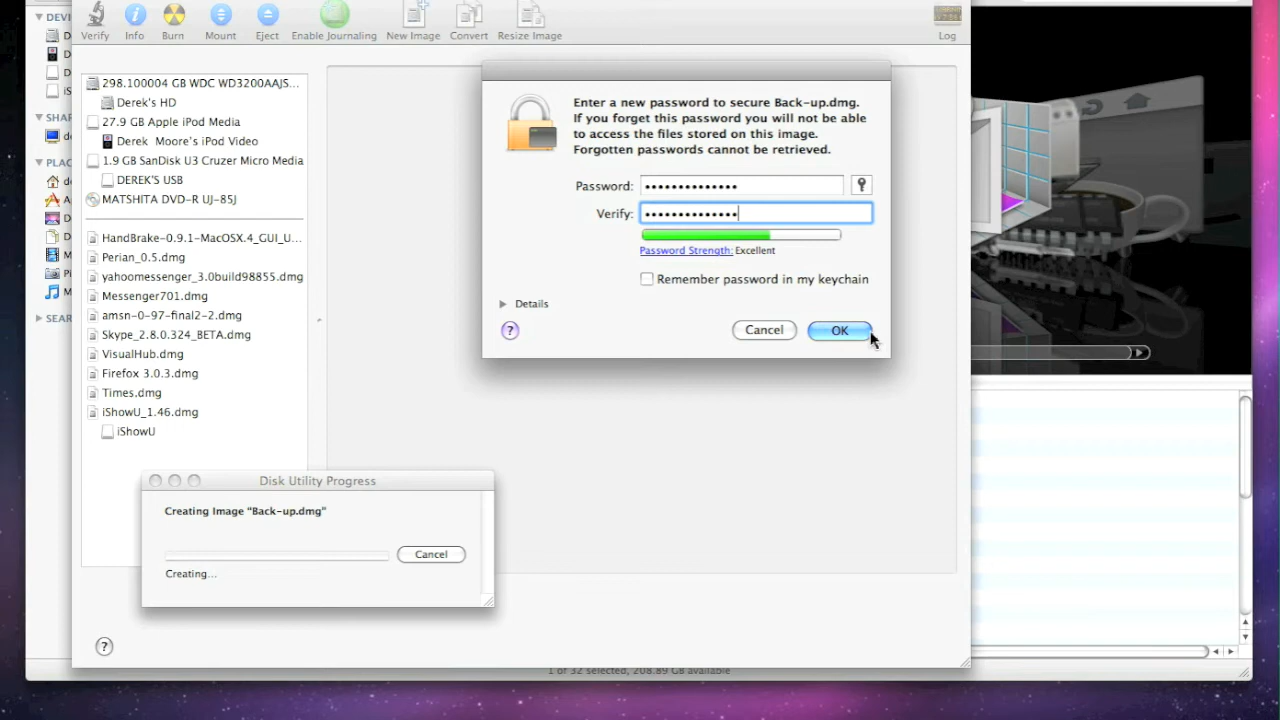 Verify
Info
Burn
Mount
Eject
Enable Journaling
New Image
Convert
Resize Image
Log
DEVI
SHAR
PLAC
SEAR
298.100004 GB WDC WD3200AAJS...
Derek's HD
27.9 GB Apple iPod Media
Derek Moore's iPod Video
1.9 GB SanDisk U3 Cruzer Micro Media
DEREK'S USB
MATSHITA DVD-R UJ-85J
HandBrake-0.9.1-MacOSX.4_GUI_U...
Perian_0.5.dmg
yahoomessenger_3.0build98855.dmg
Messenger701.dmg
amsn-0-97-final2-2.dmg
Skype_2.8.0.324_BETA.dmg
VisualHub.dmg
Firefox 3.0.3.dmg
Times.dmg
iShowU_1.46.dmg
iShowU
Enter a new password to secure Back-up.dmg.
If you forget this password you will not be able
to access the files stored on this image.
Forgotten passwords cannot be retrieved.
Password: ••••••••••••••
Verify: ••••••••••••••
Password Strength: Excellent
Remember password in my keychain
Details
?
Cancel
OK
Disk Utility Progress
Creating Image "Back-up.dmg"
Cancel
Creating...
?
1 of 32 selected, 208.89 GB available